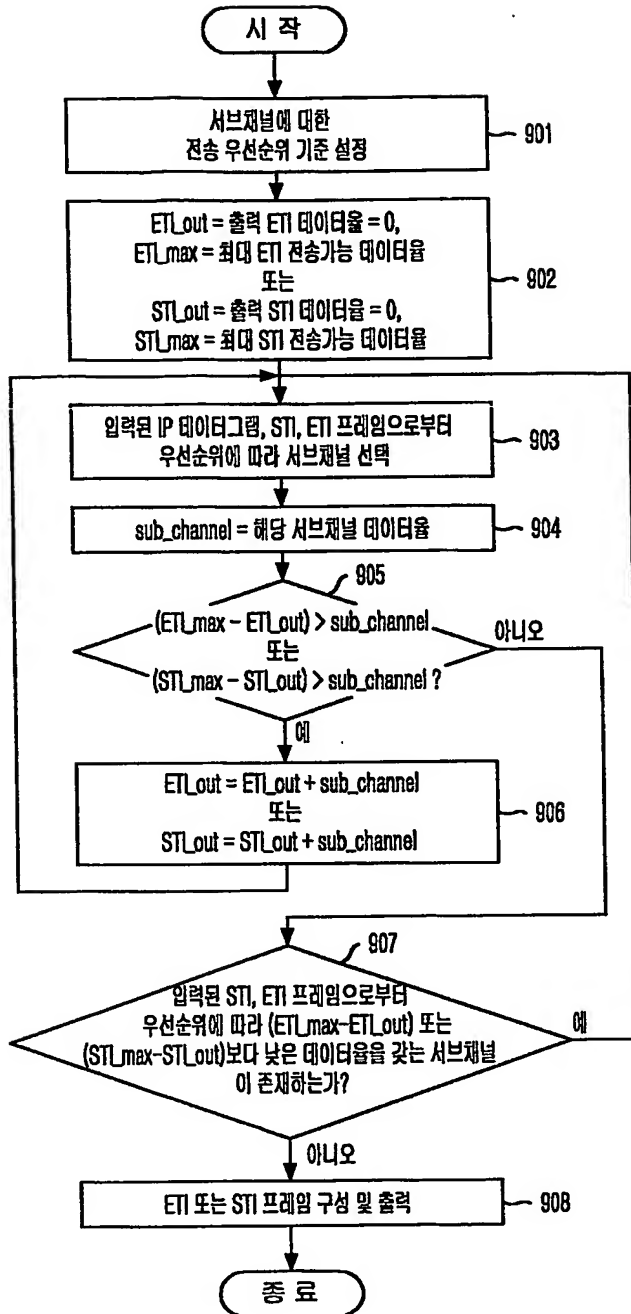 시 작
서브채널에 대한
전송 우선순위 기준 설정
901
ETI_out = 출력 ETI 데이터율 = 0,
ETI_max = 최대 ETI 전송가능 데이터율
또는
STI_out = 출력 STI 데이터율 = 0,
STI_max = 최대 STI 전송가능 데이터율
902
입력된 IP 데이터그램, STI, ETI 프레임으로부터
우선순위에 따라 서브채널 선택
903
sub_channel = 해당 서브채널 데이터율
904
905
(ETI_max - ETI_out) > sub_channel
또는
(STI_max - STI_out) > sub_channel ?
아니오
예
ETI_out = ETI_out + sub_channel
또는
STI_out = STI_out + sub_channel
906
907
입력된 STI, ETI 프레임으로부터
우선순위에 따라 (ETI_max-ETI_out) 또는
(STI_max-STI_out)보다 낮은 데이터율을 갖는 서브채널
이 존재하는가?
예
아니오
ETI 또는 STI 프레임 구성 및 출력
908
종 료